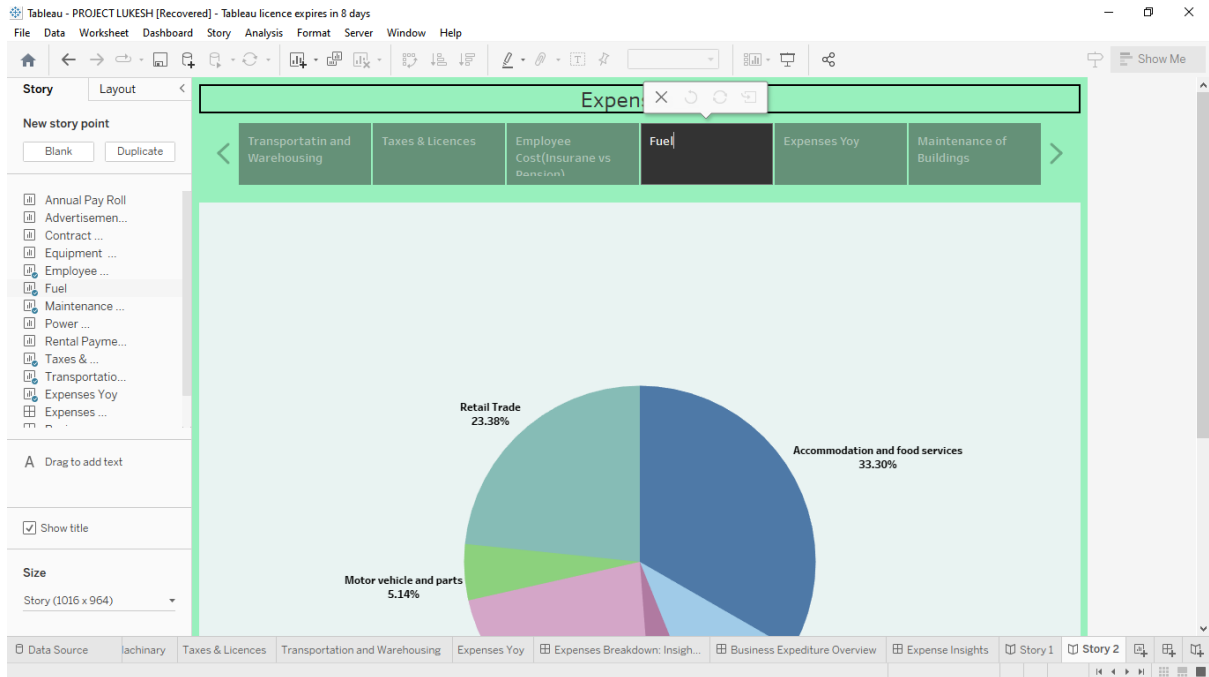 Tableau - PROJECT LUKESH [Recovered] - Tableau licence expires in 8 days
File Data Worksheet Dashboard Story Analysis Format Server Window Help
Show Me
Story Layout
New story point
Blank Duplicate
Annual Pay Roll
Advertisemen...
Contract ...
Equipment ...
Employee ...
Fuel
Maintenance ...
Power ...
Rental Payme...
Taxes & ...
Transportatio...
Expenses Yoy
Expenses ...
A Drag to add text
Show title
Size
Story (1016 x 964)
Expens
Transportatin and
Warehousing
Taxes & Licences
Employee
Cost(Insurane vs
Pension)
Fuel
Expenses Yoy
Maintenance of
Buildings
Retail Trade
23.38%
Accommodation and food services
33.30%
Motor vehicle and parts
5.14%
Data Source lachinary Taxes & Licences Transportation and Warehousing Expenses Yoy Expenses Breakdown: Insigh... Business Expediture Overview Expense Insights Story 1 Story 2